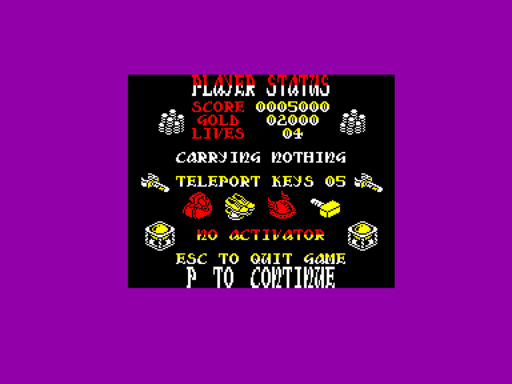 PLAYER STATUS
SCORE 0005000
GOLD 02000
LIVES 04
CARRYING NOTHING
TELEPORT KEYS 05
NO ACTIVATOR
ESC TO QUIT GAME
P TO CONTINUE